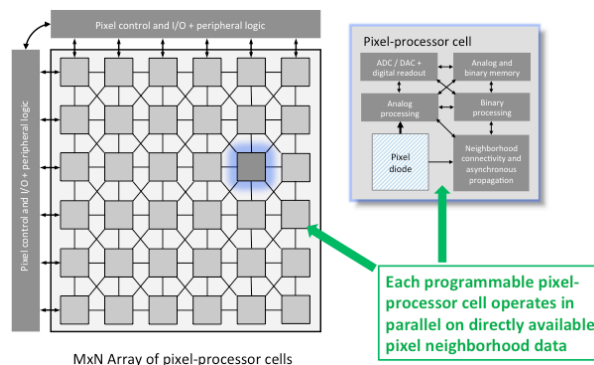 Pixel control and I/O + peripheral logic
Pixel control and I/O + peripheral logic
MxN Array of pixel-processor cells
Pixel-processor cell
ADC / DAC +
digital readout
Analog and
binary memory
Analog
processing
Binary
processing
Pixel
diode
Neighborhood
connectivity and
asynchronous
propagation
Each programmable pixel-
processor cell operates in
parallel on directly available
pixel neighborhood data